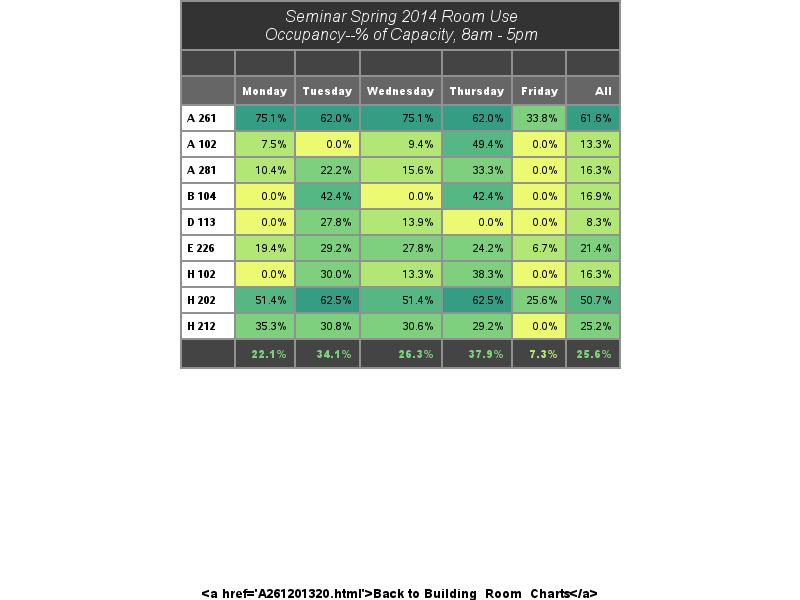 Seminar Spring 2014 Room Use
Occupancy--% of Capacity, 8am - 5pm
Monday Tuesday Wednesday Thursday Friday All
A 261 75.1% 62.0% 75.1% 62.0% 33.8% 61.6%
A 102 7.5% 0.0% 9.4% 49.4% 0.0% 13.3%
A 281 10.4% 22.2% 15.6% 33.3% 0.0% 16.3%
B 104 0.0% 42.4% 0.0% 42.4% 0.0% 16.9%
D 113 0.0% 27.8% 13.9% 0.0% 0.0% 8.3%
E 226 19.4% 29.2% 27.8% 24.2% 6.7% 21.4%
H 102 0.0% 30.0% 13.3% 38.3% 0.0% 16.3%
H 202 51.4% 62.5% 51.4% 62.5% 25.6% 50.7%
H 212 35.3% 30.8% 30.6% 29.2% 0.0% 25.2%
22.1% 34.1% 26.3% 37.9% 7.3% 25.6%
<a href='A261201320.html'>Back to Building_Room_Charts</a>